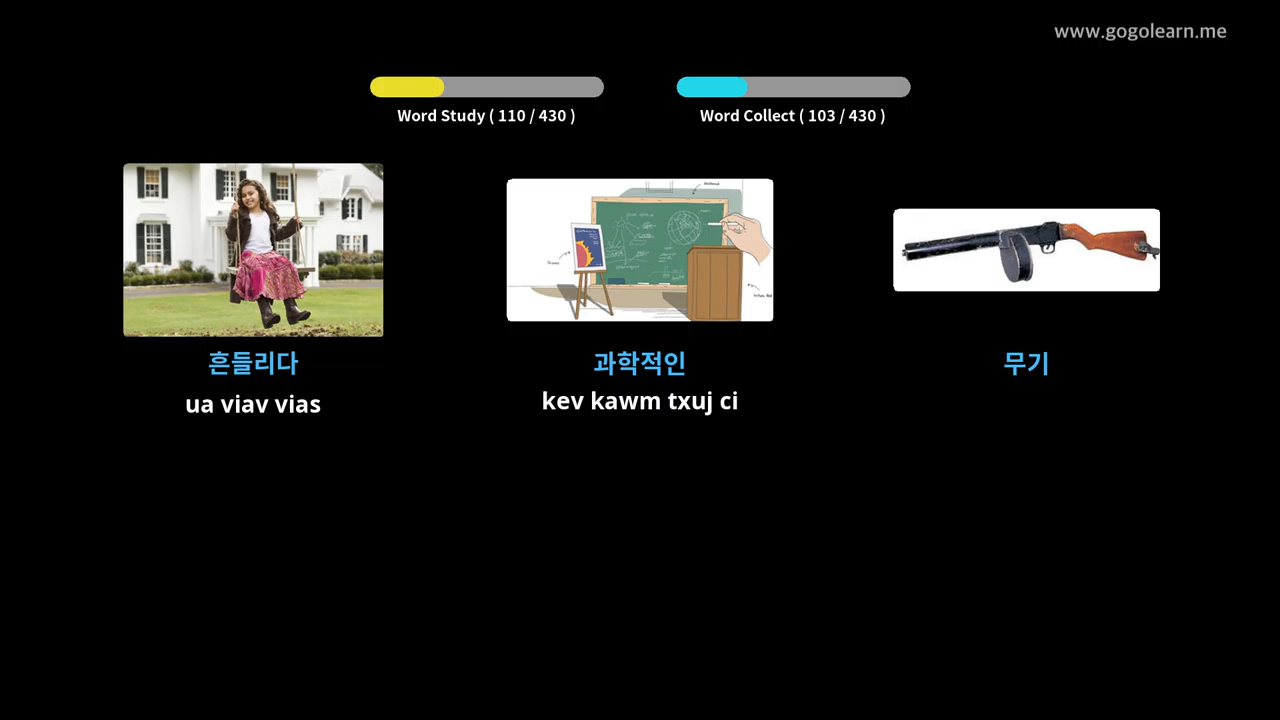 www.gogolearn.me
Word Study ( 110 / 430 )
Word Collect ( 103 / 430 )
흔들리다
과학적인
무기
ua viav vias
kev kawm txuj ci